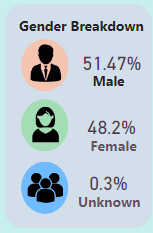 Gender Breakdown
51.47%
Male
48.2%
Female
0.3%
Unknown